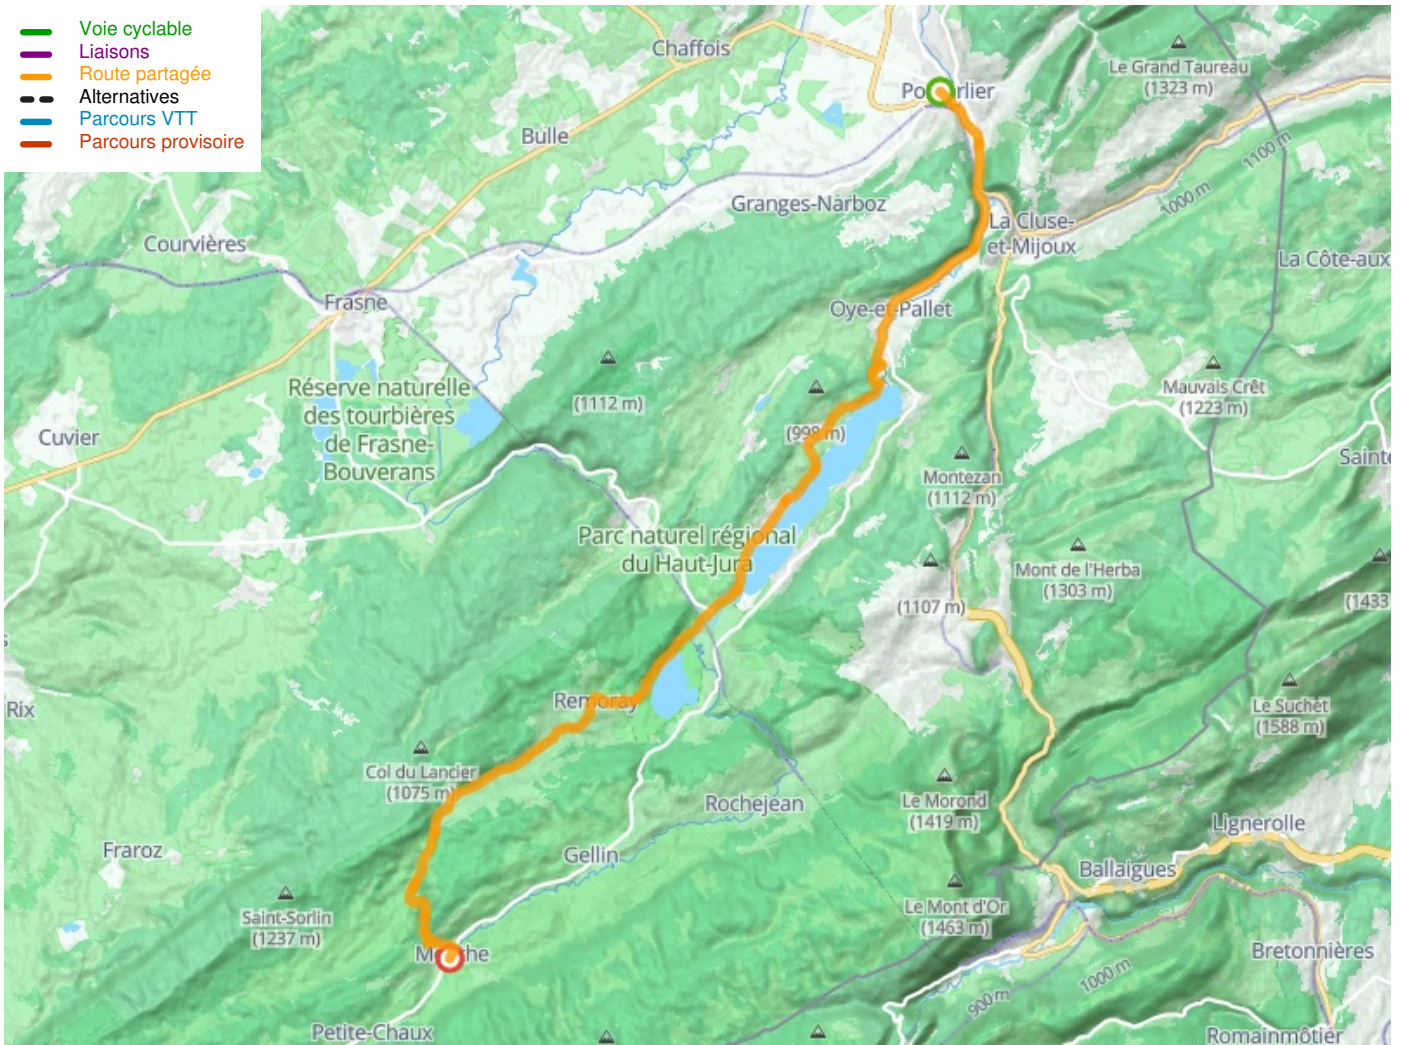 Voie cyclable
Liaisons
Route partagée
Alternatives
Parcours VTT
Parcours provisoire
Chaffois
Le Grand Taureau
(1323 m)
Bulle
1100 m
1000 m
Granges-Narboz
La Cluse-
et-Mijoux
Courvières
La Côte-aux
Frasne
Oye-et-Pallet
Réserve naturelle
des tourbières
de Frasne-
Bouverans
(1112 m)
Mauvais Crêt
(1223 m)
Cuvier
(998 m)
Sainte
Montezan
(1112 m)
Parc naturel régional
du Haut-Jura
Mont de l'Herba
(1303 m)
(1107 m)
(1433
s
Rix
Remoray
Le Suchet
(1588 m)
Col du Lancier
(1075 m)
Rochejean
Le Morond
(1419 m)
Lignerolle
Fraroz
Gellin
Ballaigues
Saint-Sorlin
(1237 m)
Le Mont d'Or
(1463 m)
Bretonnières
1000 m
900 m
Petite-Chaux
Romainmôtier